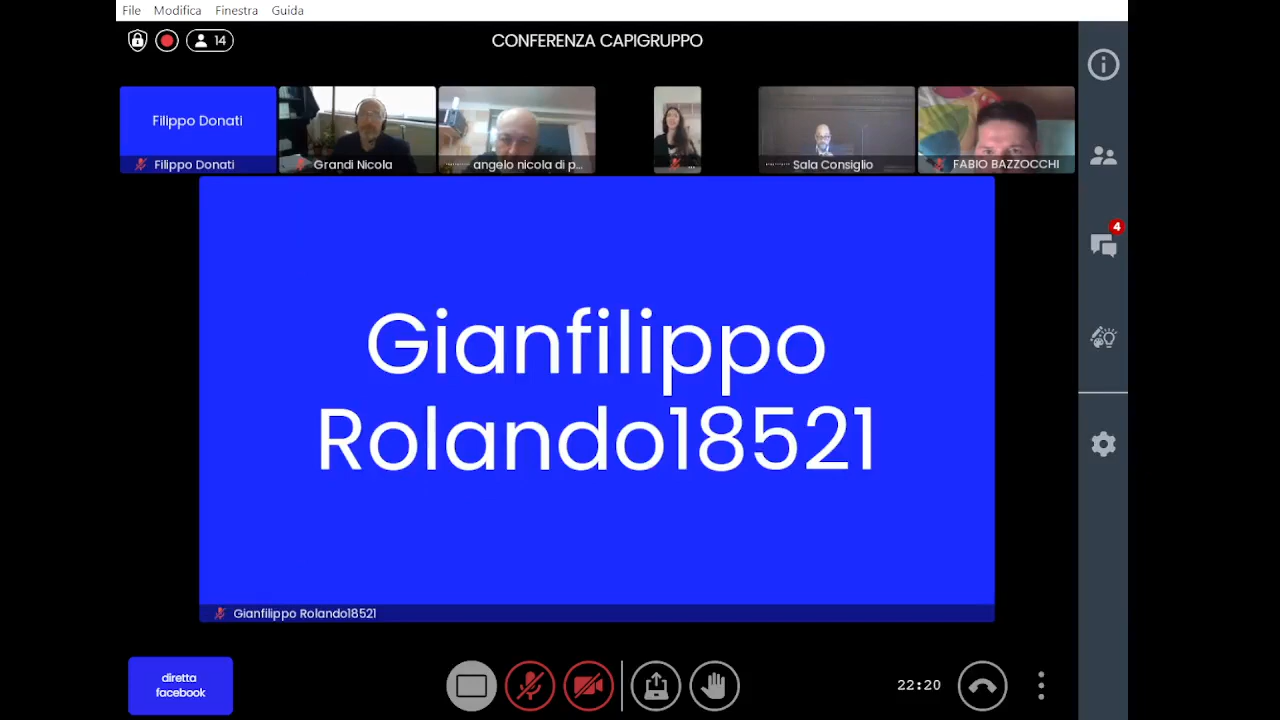 File Modifica Finestra Guida
14
CONFERENZA CAPIGRUPPO
Filippo Donati
Filippo Donati
Grandi Nicola
angelo nicola di p...
...
Sala Consiglio
FABIO BAZZOCCHI
4
Gianfilippo
Rolando18521
Gianfilippo Rolando18521
diretta
facebook
22:20